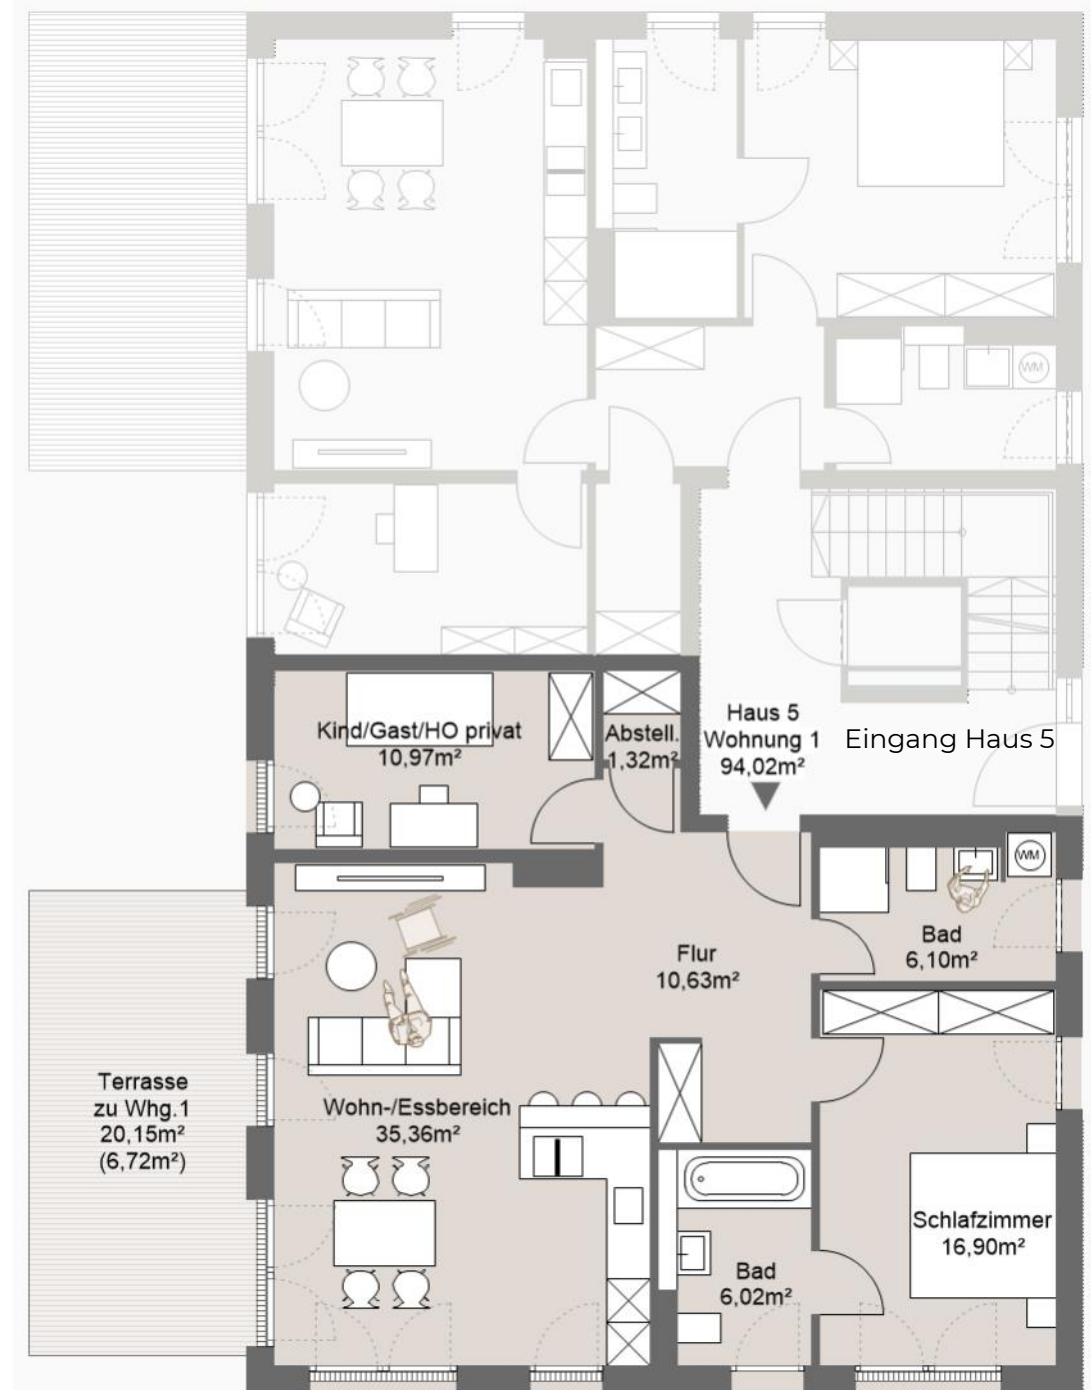 WM
Haus 5
Wohnung 1
94,02m²
Eingang Haus 5
Kind/Gast/HO privat
10,97m²
Abstell.
1,32m²
WM
Bad
6,10m²
Flur
10,63m²
Terrasse
zu Whg.1
20,15m²
(6,72m²)
Wohn-/Essbereich
35,36m²
Schlafzimmer
16,90m²
Bad
6,02m²